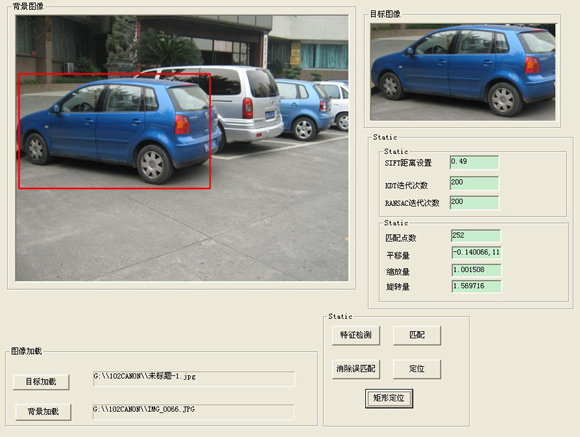 背景图像
目标图像
Static
Static
SIFT距离设置 0.49
KDT迭代次数 200
RANSAC迭代次数 200
Static
匹配点数 252
平移量 -0.140066,11
缩放量 1.001508
旋转量 1.569716
Static
特征检测 匹配
消除误匹配 定位
矩形定位
图像加载
目标加载 G:\\102CANON\\未标题-1.jpg
背景加载 G:\\102CANON\\IMG_0066.JPG